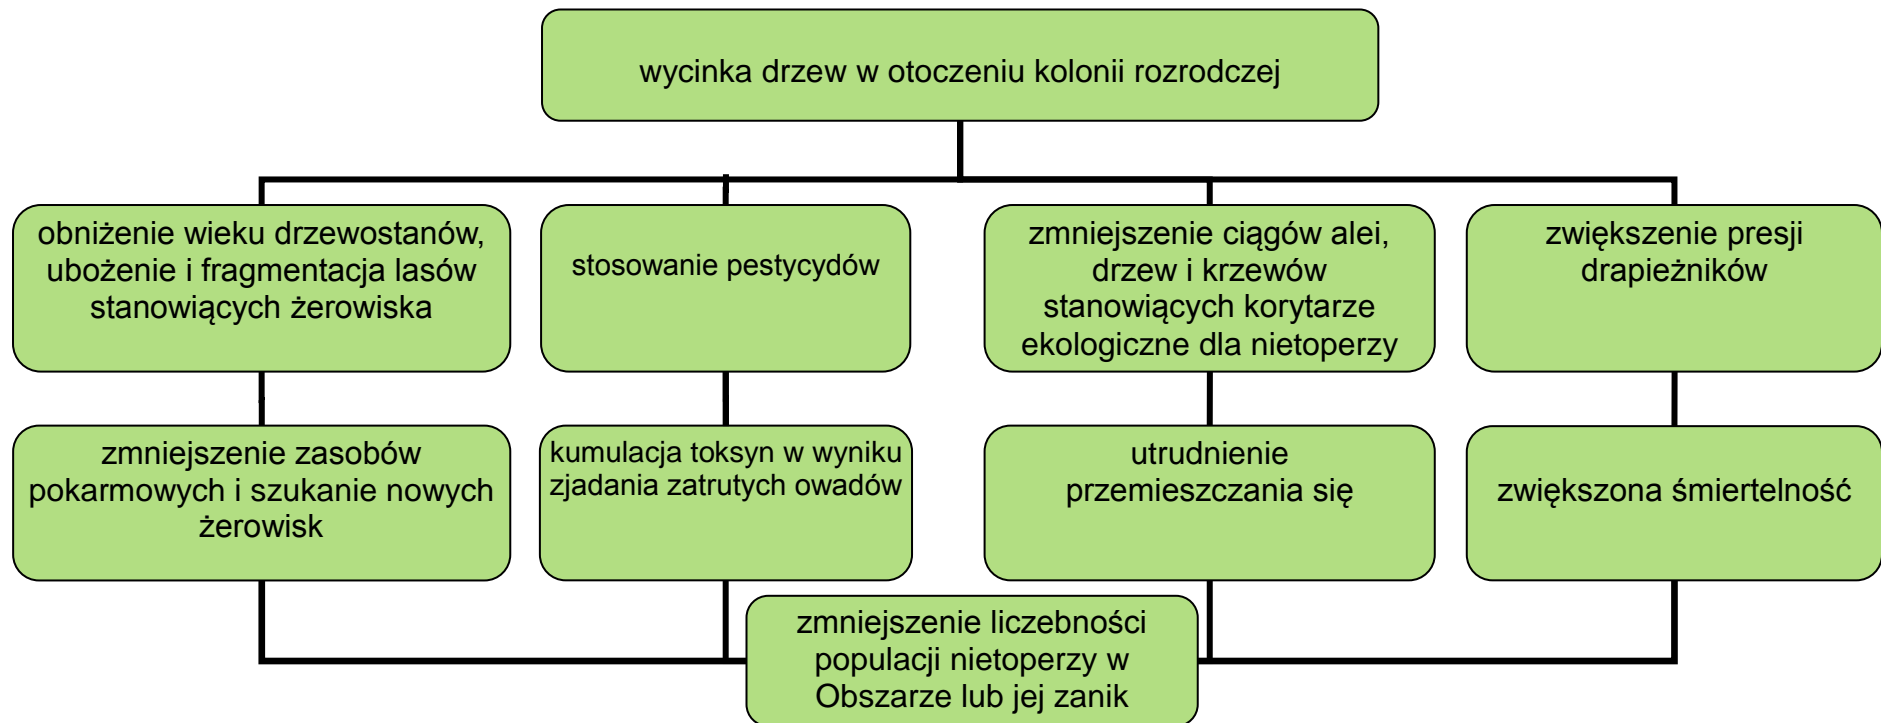 wycinka drzew w otoczeniu kolonii rozrodczej
obniżenie wieku drzewostanów,
ubożenie i fragmentacja lasów
stanowiących żerowiska
stosowanie pestycydów
zmniejszenie ciągów alei,
drzew i krzewów
stanowiących korytarze
ekologiczne dla nietoperzy
zwiększenie presji
drapieżników
zmniejszenie zasobów
pokarmowych i szukanie nowych
żerowisk
kumulacja toksyn w wyniku
zjadania zatrutych owadów
utrudnienie
przemieszczania się
zwiększona śmiertelność
zmniejszenie liczebności
populacji nietoperzy w
Obszarze lub jej zanik